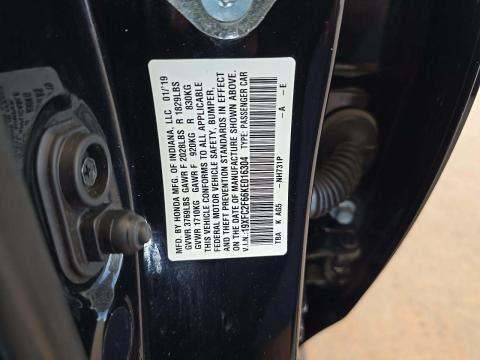 MFD. BY HONDA MFG. OF INDIANA, LLC 01/'19
GVWR 3769LBS GAWR F 2028LBS R 1829LBS
GVWR 1710KG GAWR F 920KG R 830KG
THIS VEHICLE CONFORMS TO ALL APPLICABLE
FEDERAL MOTOR VEHICLE SAFETY, BUMPER,
AND THEFT PREVENTION STANDARDS IN EFFECT
ON THE DATE OF MANUFACTURE SHOWN ABOVE.
V.I.N.: 19XFC2F66KE016304 TYPE: PASSENGER CAR
TBA K AG5 -NH731P -A -E